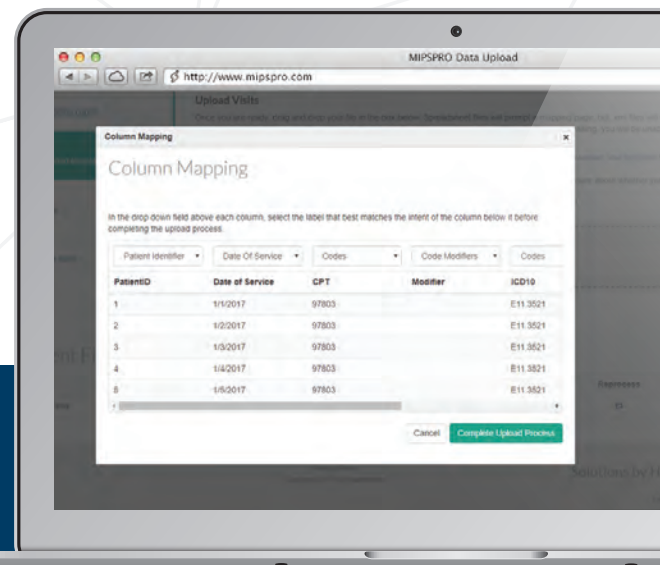 MIPSPRO Data Upload
http://www.mipspro.com
Upload Visits
Column Mapping x
Column Mapping
In the drop down field above each column, select the label that best matches the intent of the column below it before
completing the upload process.
Patient Identifier Date Of Service Codes Code Modifiers Codes
PatientID Date of Service CPT Modifier ICD10
1 1/1/2017 97803 E11.3521
2 1/2/2017 97803 E11.3521
3 1/3/2017 97803 E11.3521
4 1/4/2017 97803 E11.3521
5 1/5/2017 97803 E11.3521
Cancel Complete Upload Process
Solutions by H